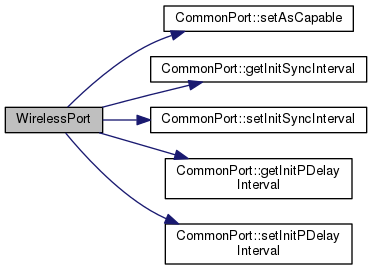 CommonPort::setAsCapable
CommonPort::getInitSyncInterval
WirelessPort
CommonPort::setInitSyncInterval
CommonPort::getInitPDelay
Interval
CommonPort::setInitPDelay
Interval